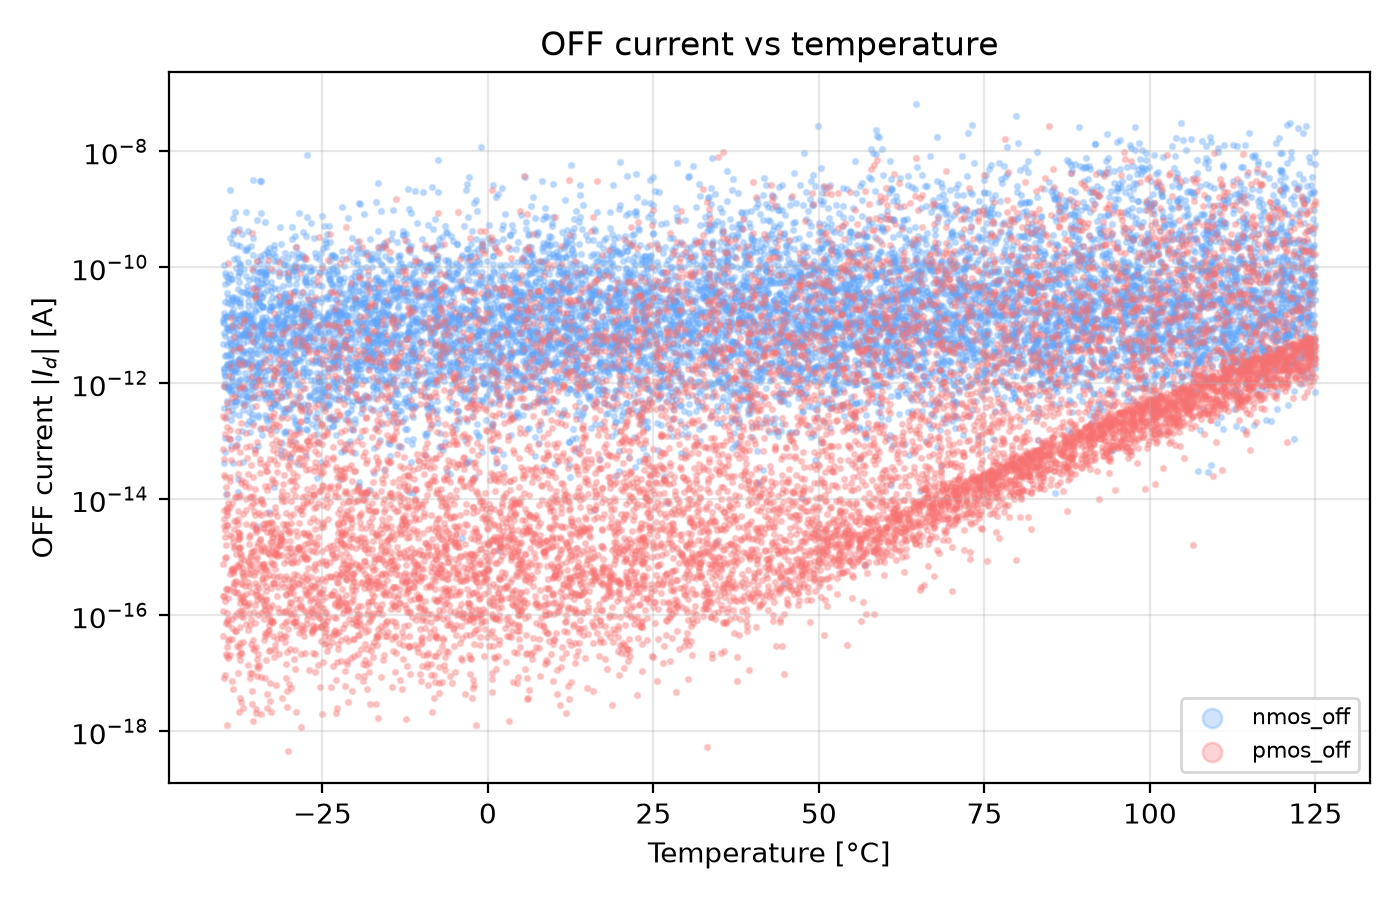 OFF current vs temperature
OFF current |I_d| [A]
10⁻⁸
10⁻¹⁰
10⁻¹²
10⁻¹⁴
10⁻¹⁶
10⁻¹⁸
nmos_off
pmos_off
−25 0 25 50 75 100 125
Temperature [°C]